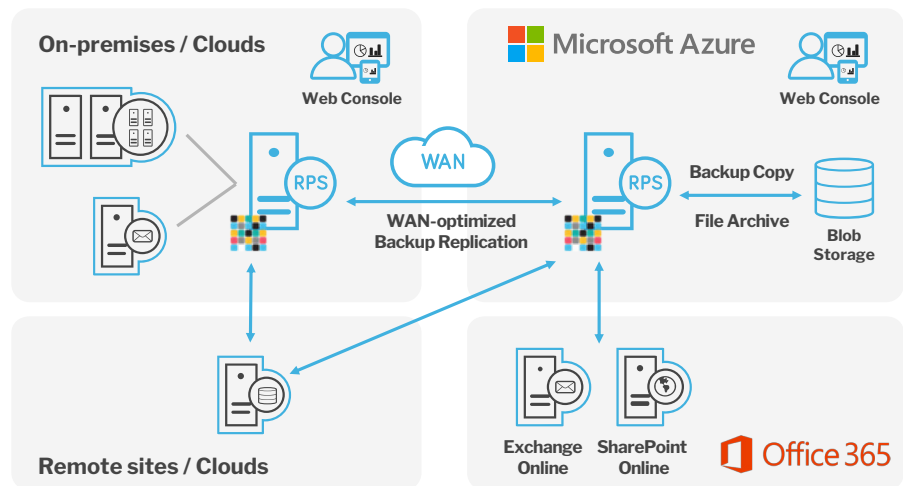 On-premises / Clouds
Web Console
RPS
WAN
WAN-optimized
Backup Replication
Microsoft Azure
Web Console
RPS
Backup Copy
File Archive
Blob
Storage
Remote sites / Clouds
Exchange
Online
SharePoint
Online
Office 365